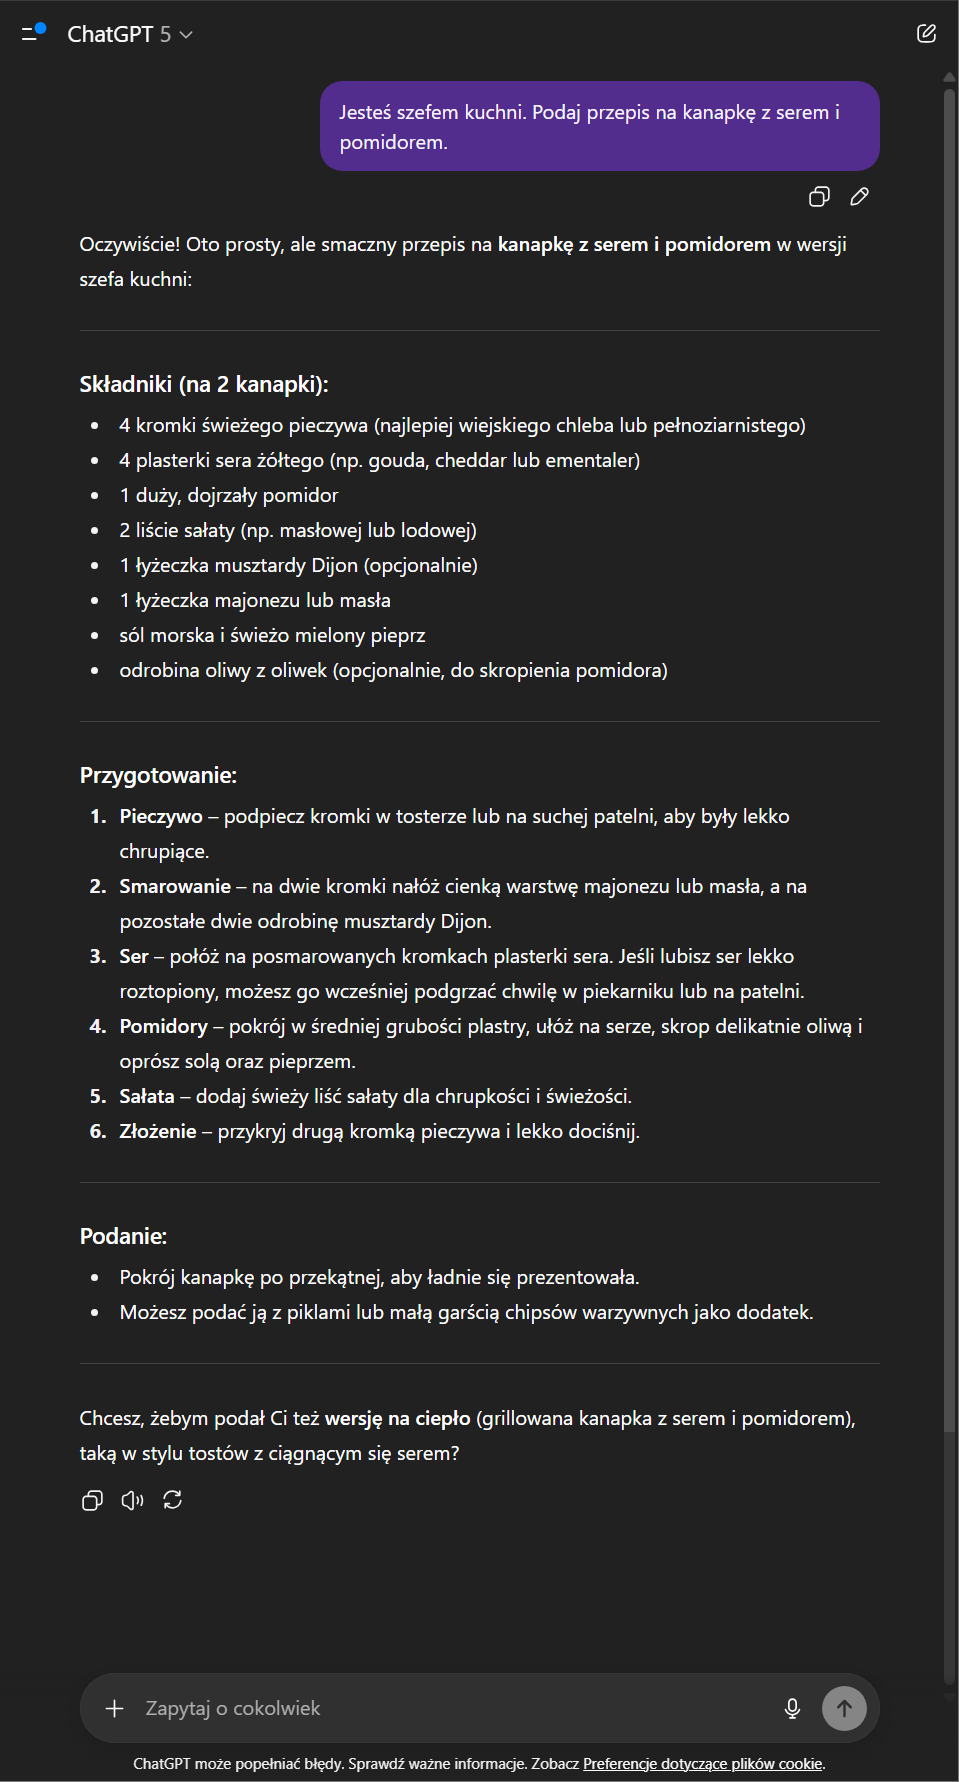 ChatGPT 5
Jesteś szefem kuchni. Podaj przepis na kanapkę z serem i
pomidorem.
Oczywiście! Oto prosty, ale smaczny przepis na kanapkę z serem i pomidorem w wersji
szefa kuchni:
Składniki (na 2 kanapki):
• 4 kromki świeżego pieczywa (najlepiej wiejskiego chleba lub pełnoziarnistego)
• 4 plasterki sera żółtego (np. gouda, cheddar lub ementaler)
• 1 duży, dojrzały pomidor
• 2 liście sałaty (np. masłowej lub lodowej)
• 1 łyżeczka musztardy Dijon (opcjonalnie)
• 1 łyżeczka majonezu lub masła
• sól morska i świeżo mielony pieprz
• odrobina oliwy z oliwek (opcjonalnie, do skropienia pomidora)
Przygotowanie:
1. Pieczywo – podpiecz kromki w tosterze lub na suchej patelni, aby były lekko
chrupiące.
2. Smarowanie – na dwie kromki nałóż cienką warstwę majonezu lub masła, a na
pozostałe dwie odrobinę musztardy Dijon.
3. Ser – połóż na posmarowanych kromkach plasterki sera. Jeśli lubisz ser lekko
roztopiony, możesz go wcześniej podgrzać chwilę w piekarniku lub na patelni.
4. Pomidory – pokrój w średniej grubości plastry, ułóż na serze, skrop delikatnie oliwą i
oprósz solą oraz pieprzem.
5. Sałata – dodaj świeży liść sałaty dla chrupkości i świeżości.
6. Złożenie – przykryj drugą kromką pieczywa i lekko dociśnij.
Podanie:
• Pokrój kanapkę po przekątnej, aby ładnie się prezentowała.
• Możesz podać ją z piklami lub małą garścią chipsów warzywnych jako dodatek.
Chcesz, żebym podał Ci też wersję na ciepło (grillowana kanapka z serem i pomidorem),
taką w stylu tostów z ciągnącym się serem?
Zapytaj o cokolwiek
ChatGPT może popełniać błędy. Sprawdź ważne informacje. Zobacz Preferencje dotyczące plików cookie.